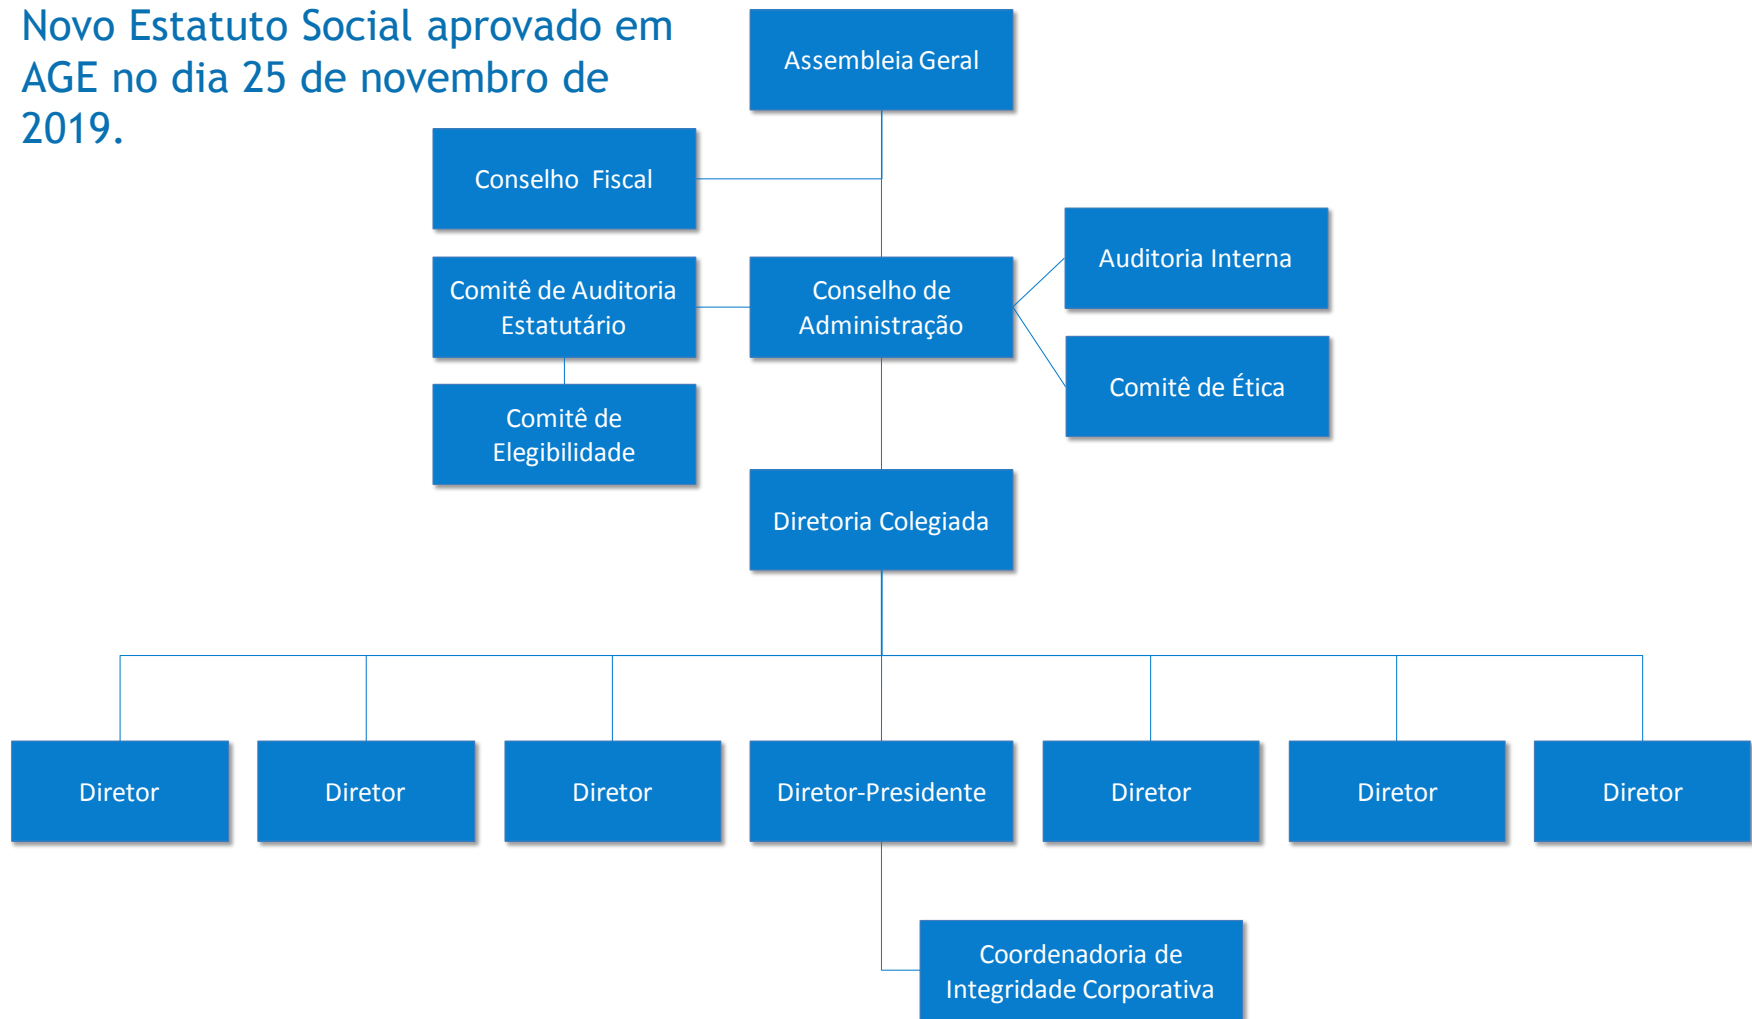 Novo Estatuto Social aprovado em
AGE no dia 25 de novembro de
2019.
Assembleia Geral
Conselho Fiscal
Auditoria Interna
Comitê de Auditoria
Estatutário
Conselho de
Administração
Comitê de Ética
Comitê de
Elegibilidade
Diretoria Colegiada
Diretor
Diretor
Diretor
Diretor-Presidente
Diretor
Diretor
Diretor
Coordenadoria de
Integridade Corporativa